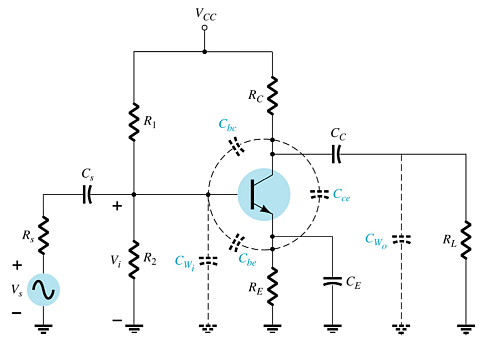 V_CC
R_C
C_bc
R_1
C_C
C_s
+
C_ce
R_s
+
V_s
−
V_i
R_2
−
C_Wi
C_be
R_E
C_E
C_Wo
R_L